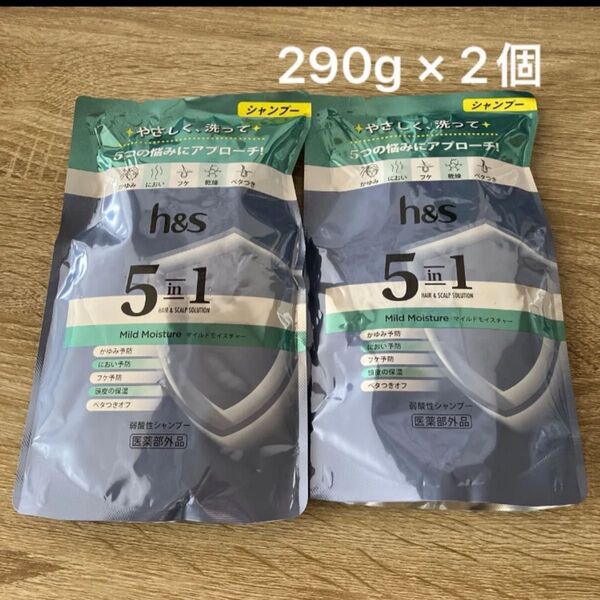 290g × 2個
シャンプー
やさしく、洗って
5つの悩みにアプローチ!
かゆみ におい フケ 乾燥 ベタつき
h&s
5 in 1
HAIR & SCALP SOLUTION
Mild Moisture マイルドモイスチャー
かゆみ予防
におい予防
フケ予防
頭皮の保湿
ベタつきオフ
弱酸性シャンプー
医薬部外品
シャンプー
やさしく、洗って
5つの悩みにアプローチ!
かゆみ におい フケ 乾燥 ベタつき
h&s
5 in 1
HAIR & SCALP SOLUTION
Mild Moisture マイルドモイスチャー
かゆみ予防
におい予防
フケ予防
頭皮の保湿
ベタつきオフ
弱酸性シャンプー
医薬部外品